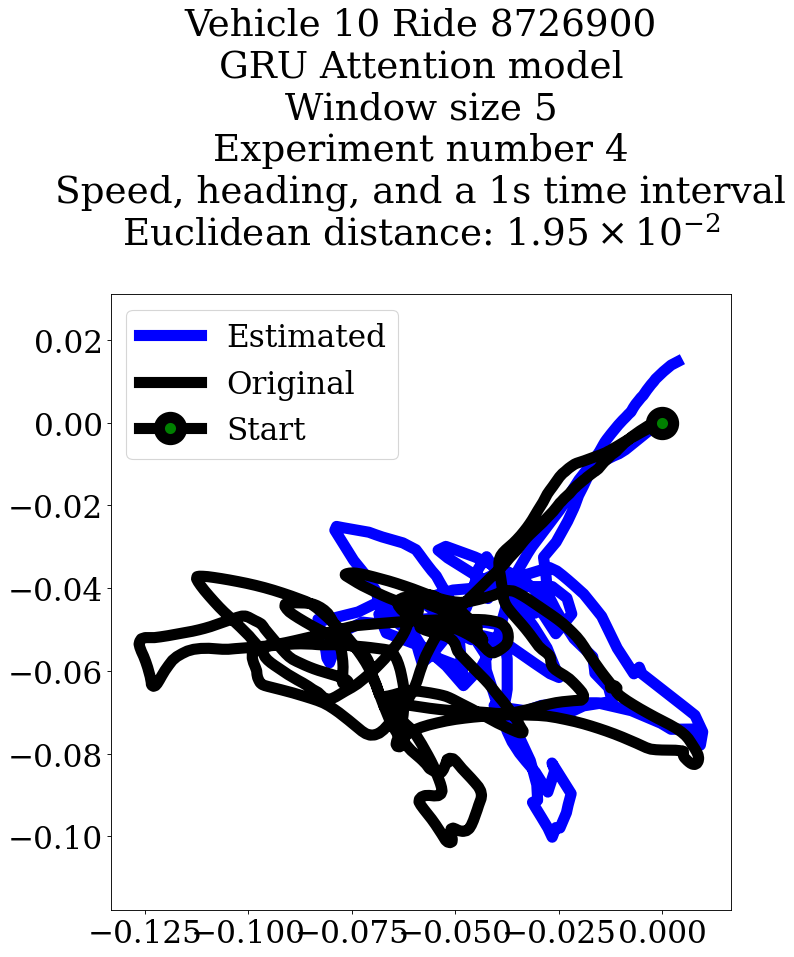 Vehicle 10 Ride 8726900
GRU Attention model
Window size 5
Experiment number 4
Speed, heading, and a 1s time interval
Euclidean distance: 1.95 × 10⁻²
Estimated
Original
Start
0.02
0.00
−0.02
−0.04
−0.06
−0.08
−0.10
−0.125 −0.100 −0.075 −0.050 −0.025 0.000